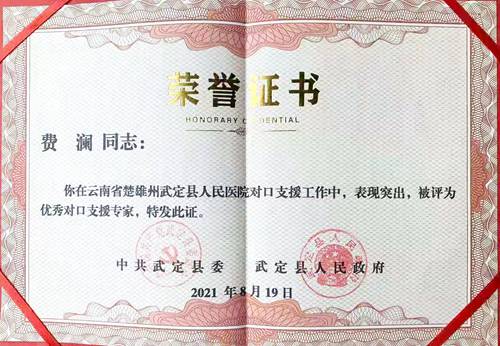 荣誉证书
HONORARY CREDENTIAL
费 澜 同志：
你在云南省楚雄州武定县人民医院对口支援工作中，表现突出，被评为
优秀对口支援专家，特发此证。
中共武定县委 武定县人民政府
2021 年 8 月 19 日